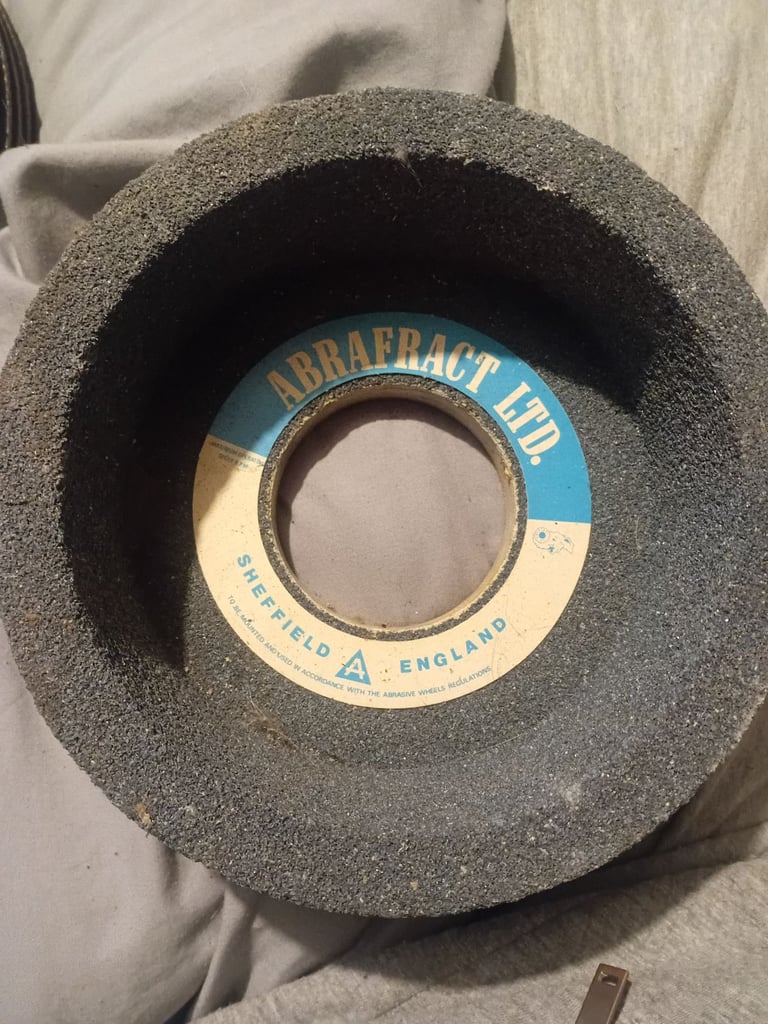 ABRAFRACT LTD.
SHEFFIELD A ENGLAND
TO BE MOUNTED AND USED IN ACCORDANCE WITH THE ABRASIVE WHEELS REGULATIONS